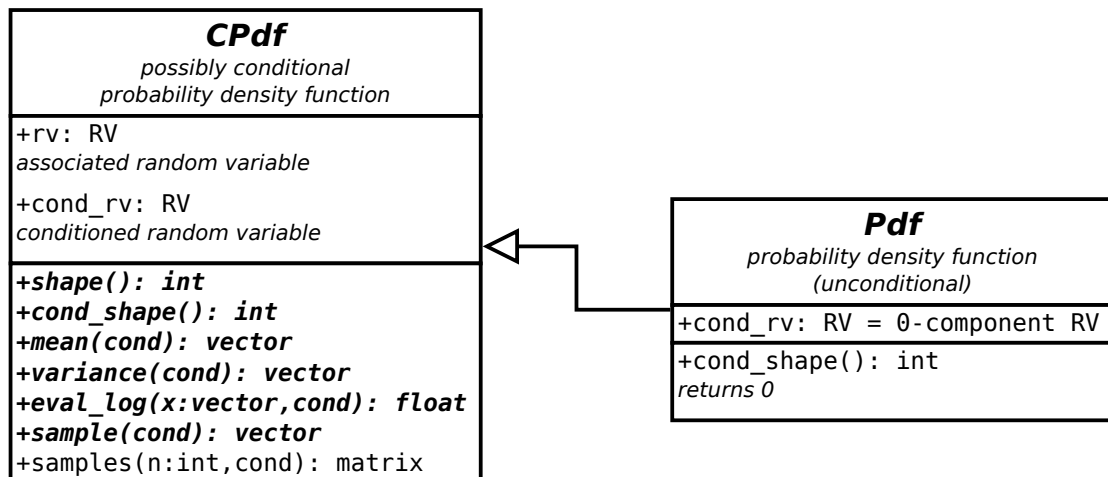 CPdf
possibly conditional
probability density function
+rv: RV
associated random variable
+cond_rv: RV
conditioned random variable
+shape(): int
+cond_shape(): int
+mean(cond): vector
+variance(cond): vector
+eval_log(x:vector,cond): float
+sample(cond): vector
+samples(n:int,cond): matrix
Pdf
probability density function
(unconditional)
+cond_rv: RV = 0-component RV
+cond_shape(): int
returns 0